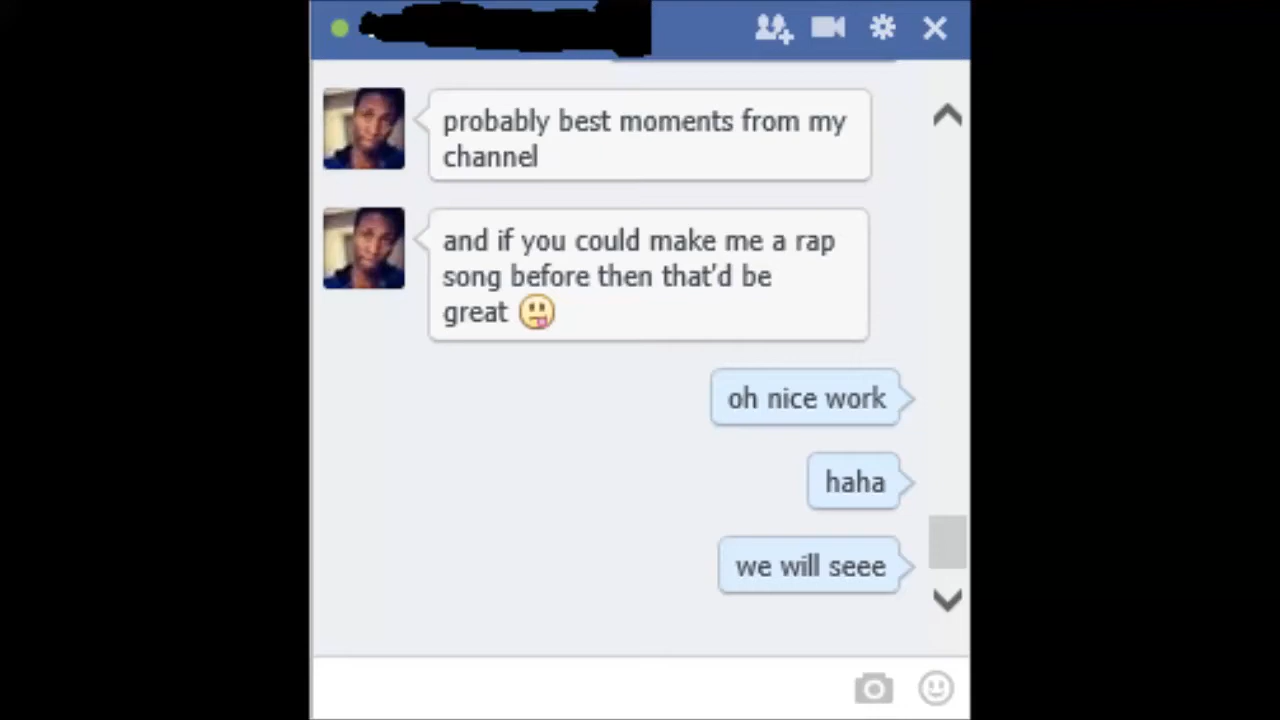 probably best moments from my
channel
and if you could make me a rap
song before then that'd be
great
oh nice work
haha
we will seee